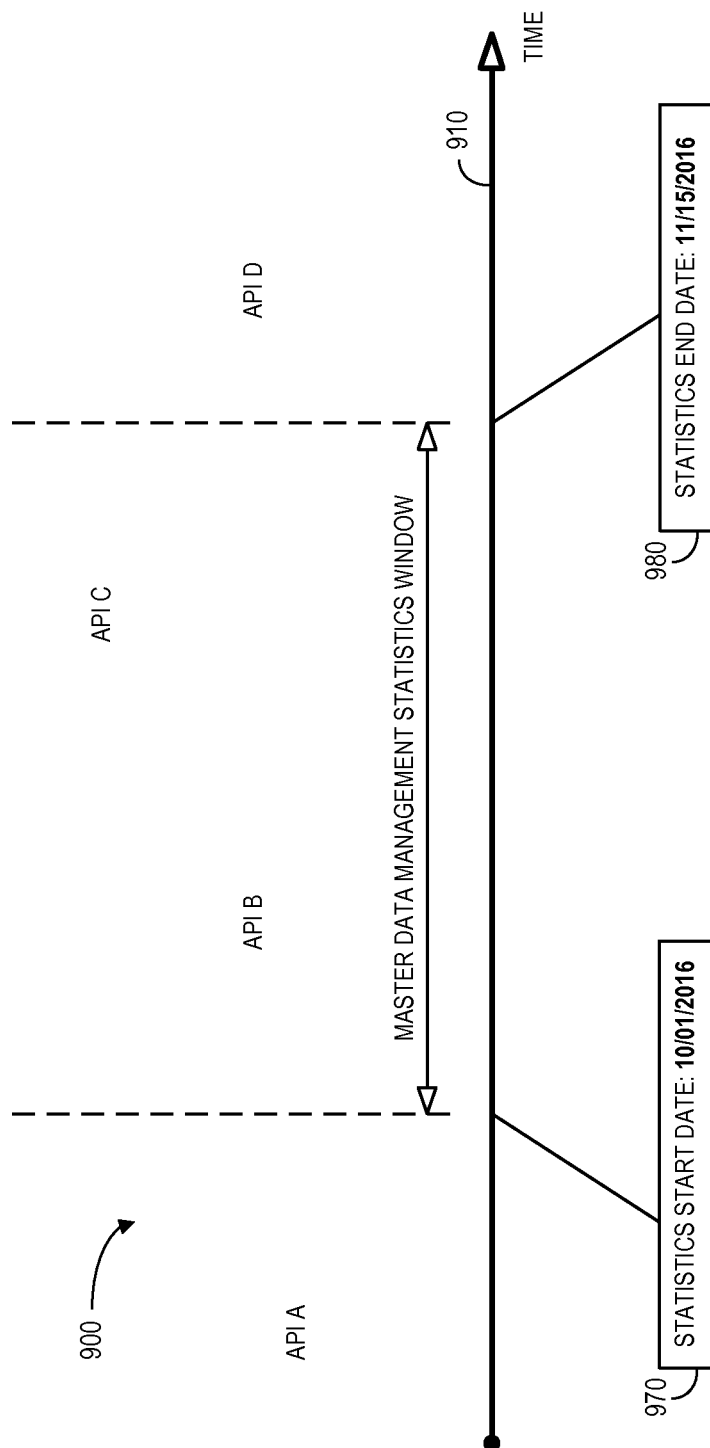 900
API A
API B
API C
API D
MASTER DATA MANAGEMENT STATISTICS WINDOW
910
TIME
970
STATISTICS START DATE: 10/01/2016
980
STATISTICS END DATE: 11/15/2016